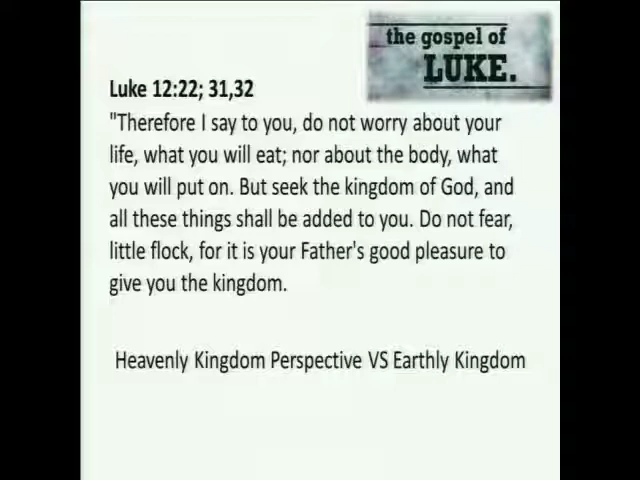 the gospel of
LUKE.
Luke 12:22; 31,32
"Therefore I say to you, do not worry about your
life, what you will eat; nor about the body, what
you will put on. But seek the kingdom of God, and
all these things shall be added to you. Do not fear,
little flock, for it is your Father's good pleasure to
give you the kingdom.
Heavenly Kingdom Perspective VS Earthly Kingdom